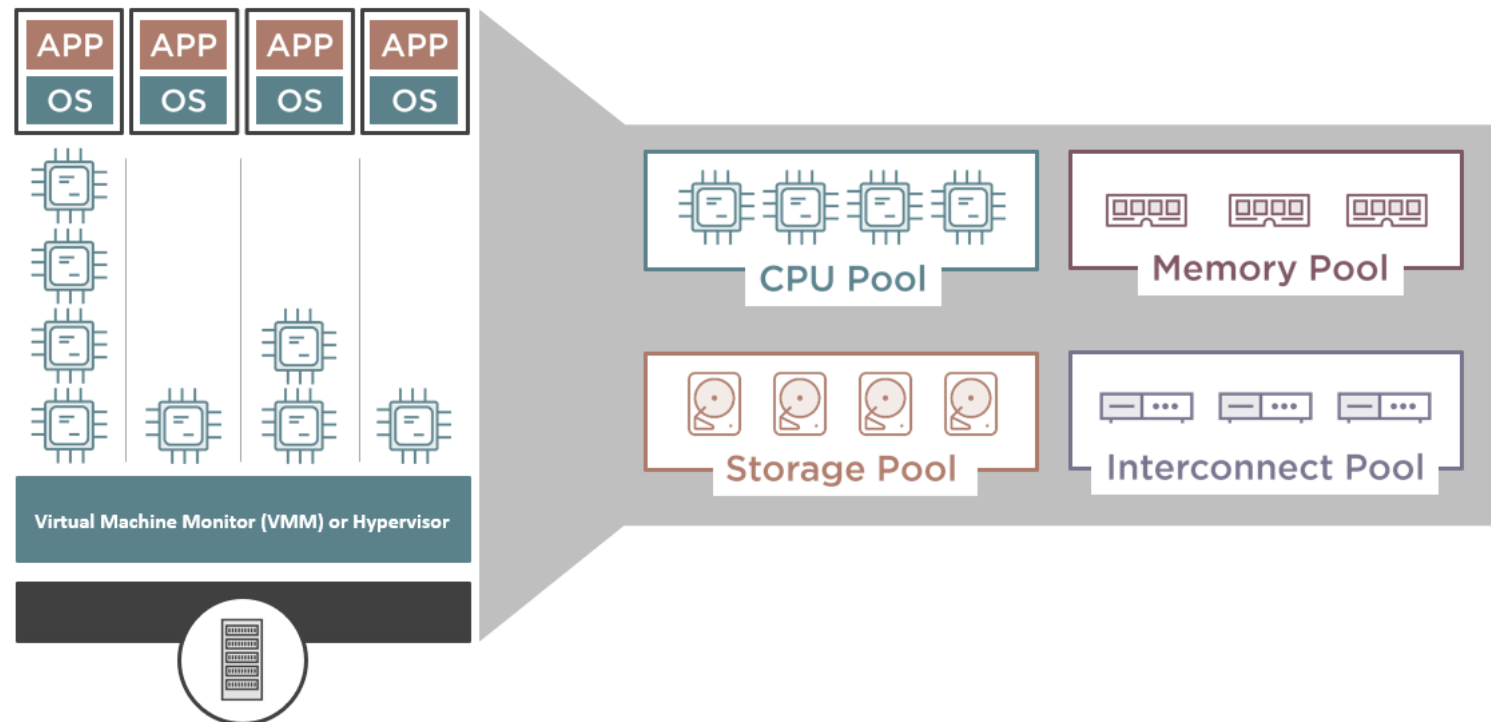 APP
OS
APP
OS
APP
OS
APP
OS
Virtual Machine Monitor (VMM) or Hypervisor
CPU Pool
Memory Pool
Storage Pool
Interconnect Pool